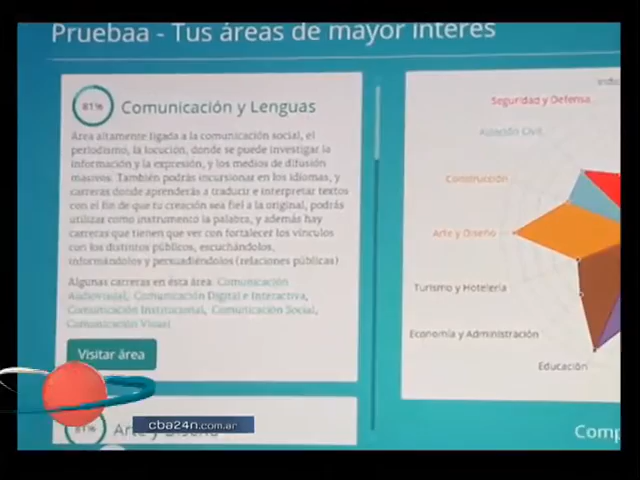 Pruebaa - Tus áreas de mayor interés
81%
Comunicación y Lenguas
Área altamente ligada a la comunicación social, el
periodismo, la locución, donde se puede investigar la
información y la expresión, y los medios de difusión
masivos. También podrás incursionar en los idiomas, y
carreras donde aprenderás a traducir e interpretar textos
con el fin de que tu creación sea fiel a la original, podrás
utilizar como instrumento la palabra, y además hay
carreras que tienen que ver con fortalecer los vínculos
con los distintos públicos, escuchándolos,
informándolos y persuadiéndolos (relaciones públicas)
Algunas carreras en ésta área: Comunicación
Audiovisual, Comunicación Digital e Interactiva,
Comunicación Institucional, Comunicación Social,
Comunicación Visual
Visitar área
81%
Arte y Diseño
cba24n.com.ar
Seguridad y Defensa
Aviación Civil
Construcción
Arte y Diseño
Turismo y Hotelería
Economía y Administración
Educación
Comp